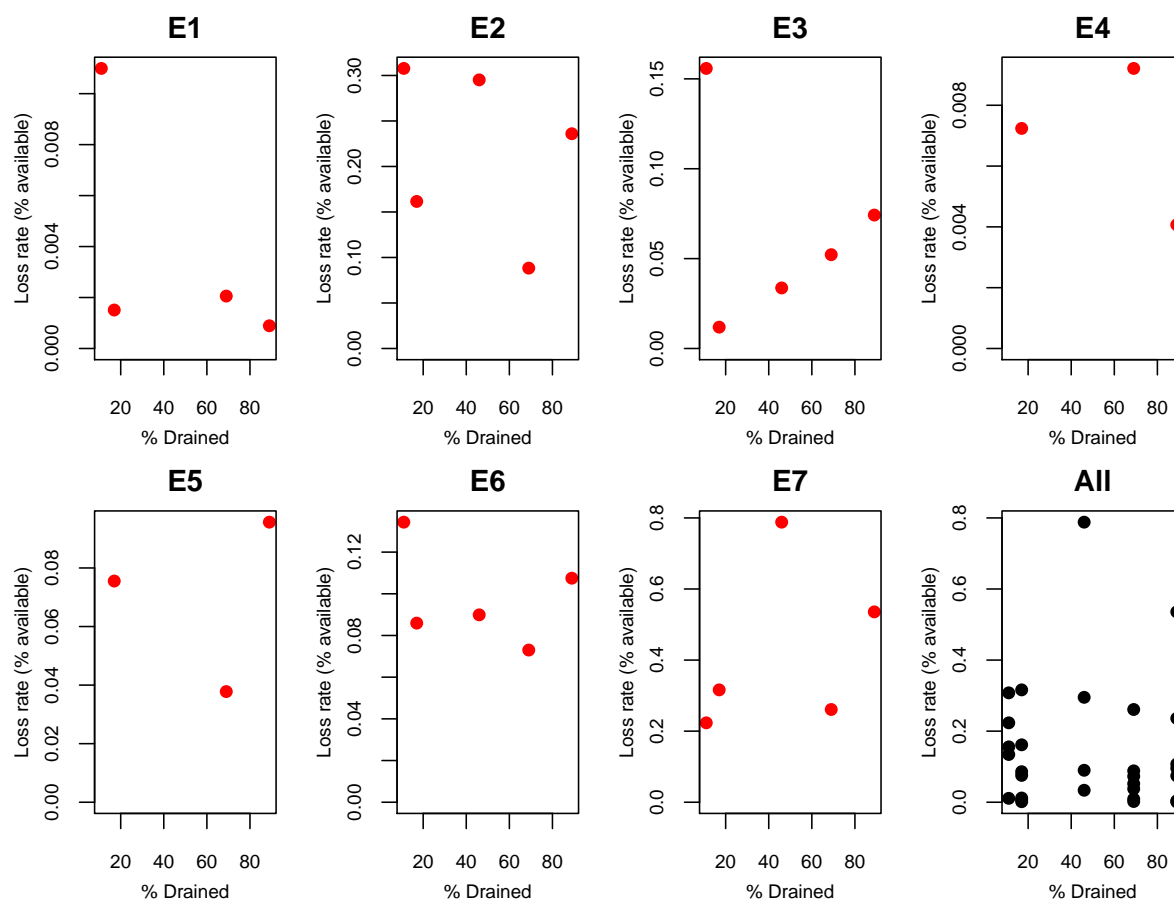 E1
Loss rate (% available)
0.000 0.004 0.008
20 40 60 80
% Drained
E2
Loss rate (% available)
0.00 0.10 0.20 0.30
20 40 60 80
% Drained
E3
Loss rate (% available)
0.00 0.05 0.10 0.15
20 40 60 80
% Drained
E4
Loss rate (% available)
0.000 0.004 0.008
20 40 60 80
% Drained
E5
Loss rate (% available)
0.00 0.02 0.04 0.06 0.08
20 40 60 80
% Drained
E6
Loss rate (% available)
0.00 0.04 0.08 0.12
20 40 60 80
% Drained
E7
Loss rate (% available)
0.0 0.2 0.4 0.6 0.8
20 40 60 80
% Drained
All
Loss rate (% available)
0.0 0.2 0.4 0.6 0.8
20 40 60 80
% Drained